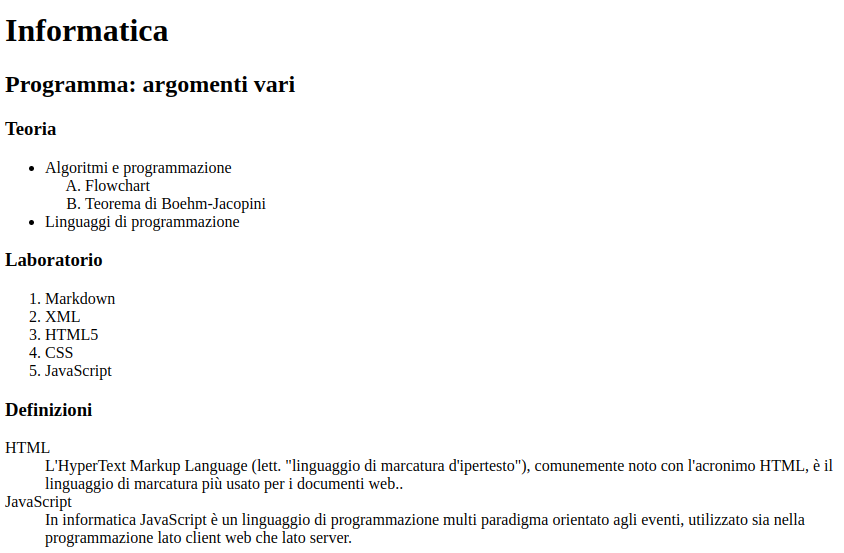 Informatica
Programma: argomenti vari
Teoria
• Algoritmi e programmazione
A. Flowchart
B. Teorema di Boehm-Jacopini
• Linguaggi di programmazione
Laboratorio
1. Markdown
2. XML
3. HTML5
4. CSS
5. JavaScript
Definizioni
HTML
L'HyperText Markup Language (lett. "linguaggio di marcatura d'ipertesto"), comunemente noto con l'acronimo HTML, è il
linguaggio di marcatura più usato per i documenti web..
JavaScript
In informatica JavaScript è un linguaggio di programmazione multi paradigma orientato agli eventi, utilizzato sia nella
programmazione lato client web che lato server.